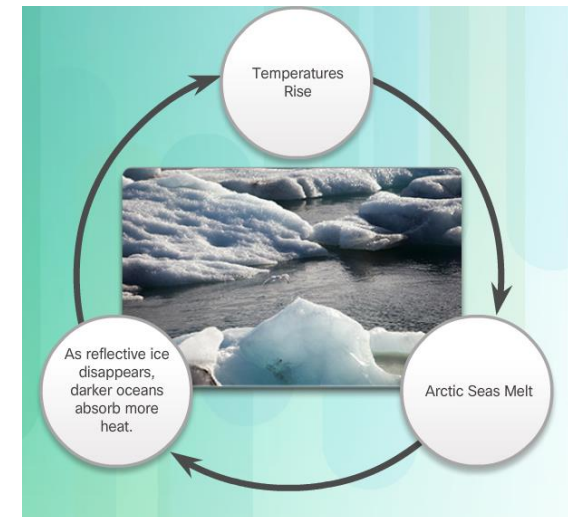 Temperatures
Rise
Arctic Seas Melt
As reflective ice
disappears,
darker oceans
absorb more
heat.